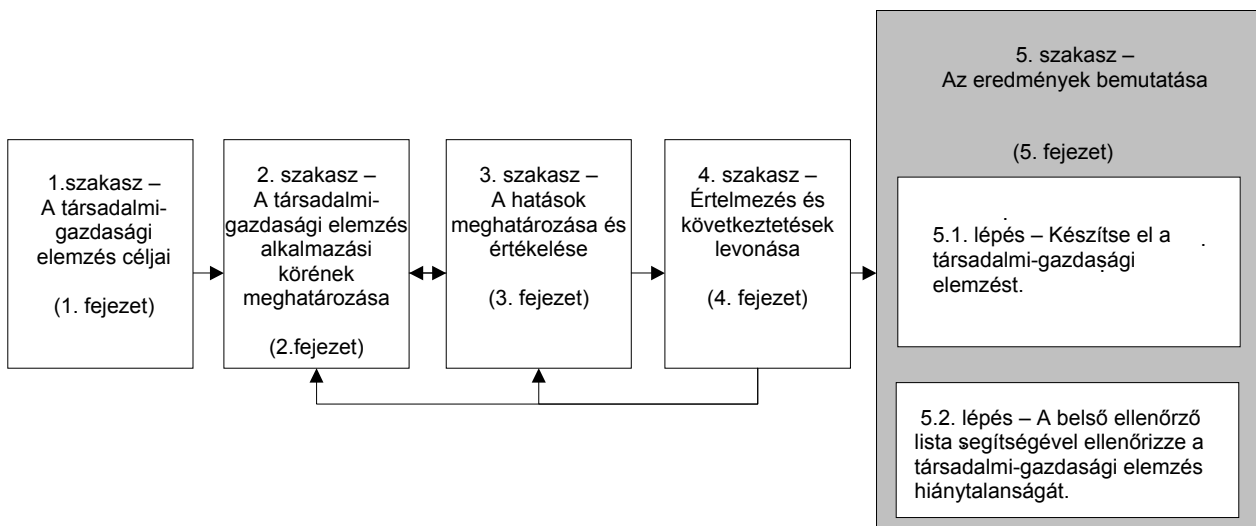 1.szakasz –
A társadalmi-
gazdasági
elemzés céljai
(1. fejezet)
2. szakasz –
A társadalmi-
gazdasági elemzés
alkalmazási
körének
meghatározása
(2.fejezet)
3. szakasz –
A hatások
meghatározása és
értékelése
(3. fejezet)
4. szakasz –
Értelmezés és
következtetések
levonása
(4. fejezet)
5. szakasz –
Az eredmények bemutatása
(5. fejezet)
5.1. lépés – Készítse el a
társadalmi-gazdasági
elemzést.
5.2. lépés – A belső ellenőrző
lista segítségével ellenőrizze a
társadalmi-gazdasági elemzés
hiánytalanságát.